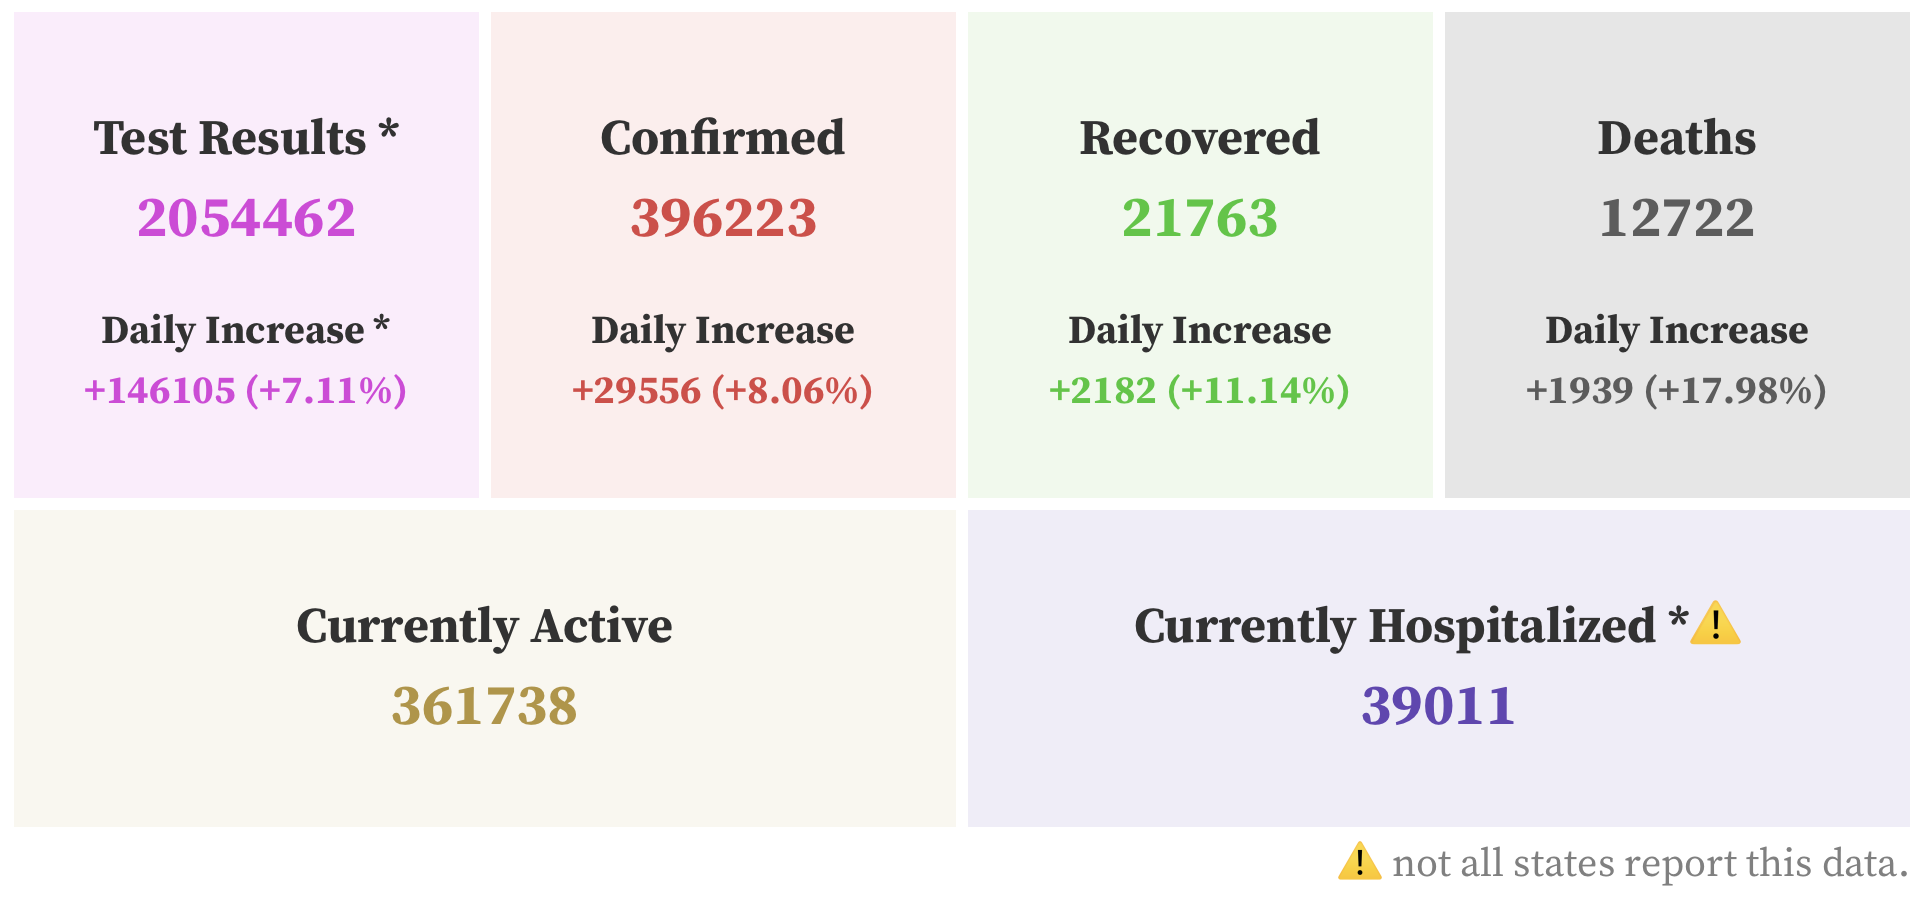 Test Results *
2054462
Daily Increase *
+146105 (+7.11%)
Confirmed
396223
Daily Increase
+29556 (+8.06%)
Recovered
21763
Daily Increase
+2182 (+11.14%)
Deaths
12722
Daily Increase
+1939 (+17.98%)
Currently Active
361738
Currently Hospitalized *⚠️
39011
⚠️ not all states report this data.